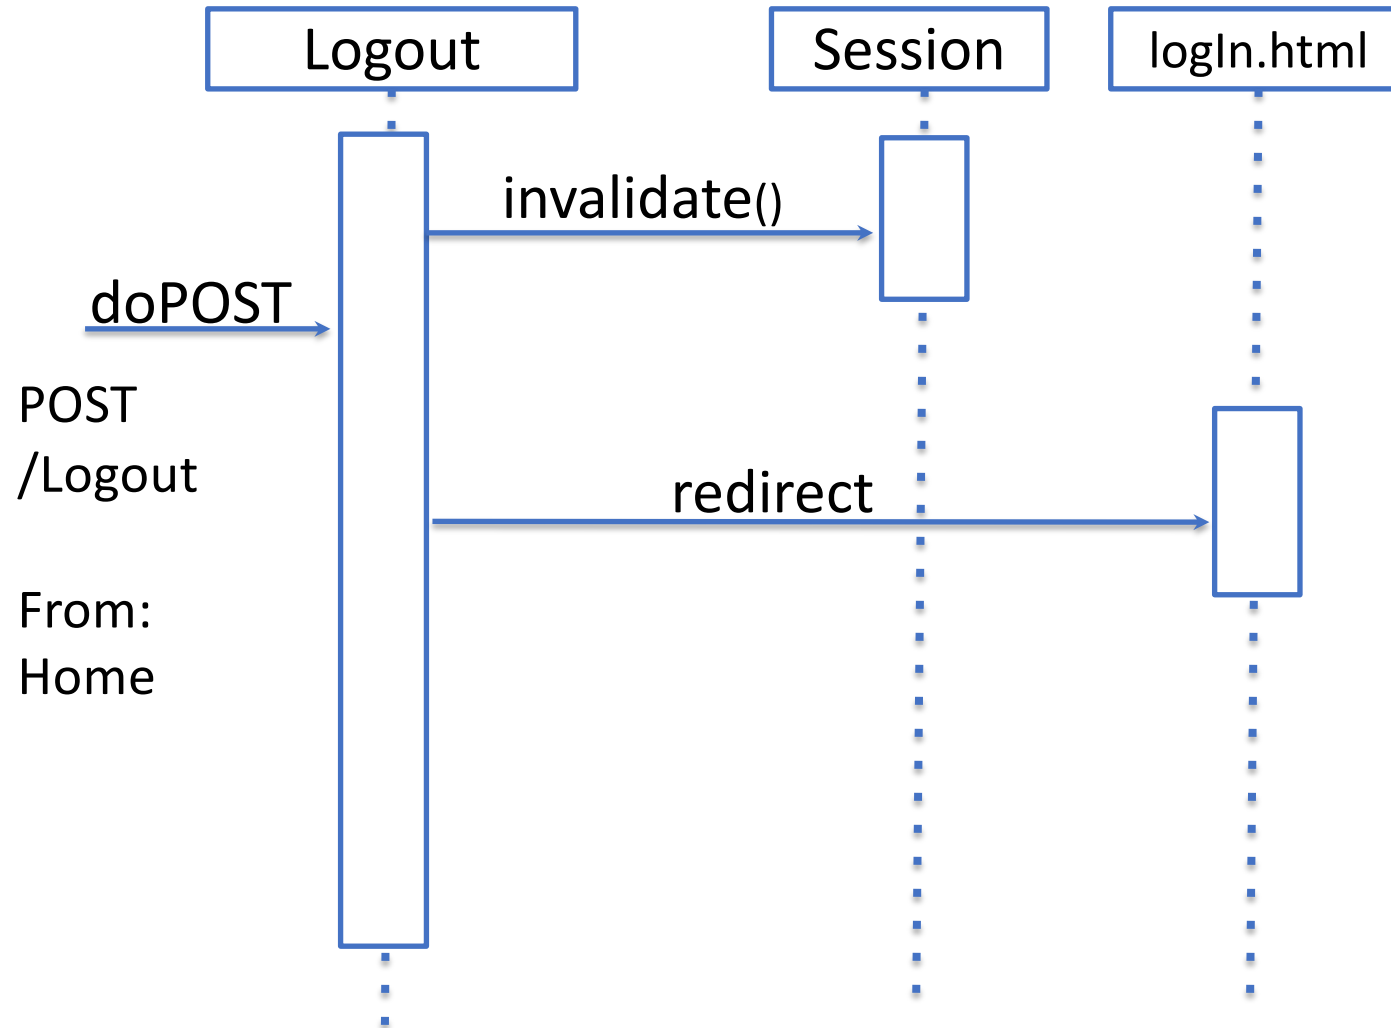 Logout
Session
logIn.html
invalidate()
doPOST
POST
/Logout
redirect
From:
Home